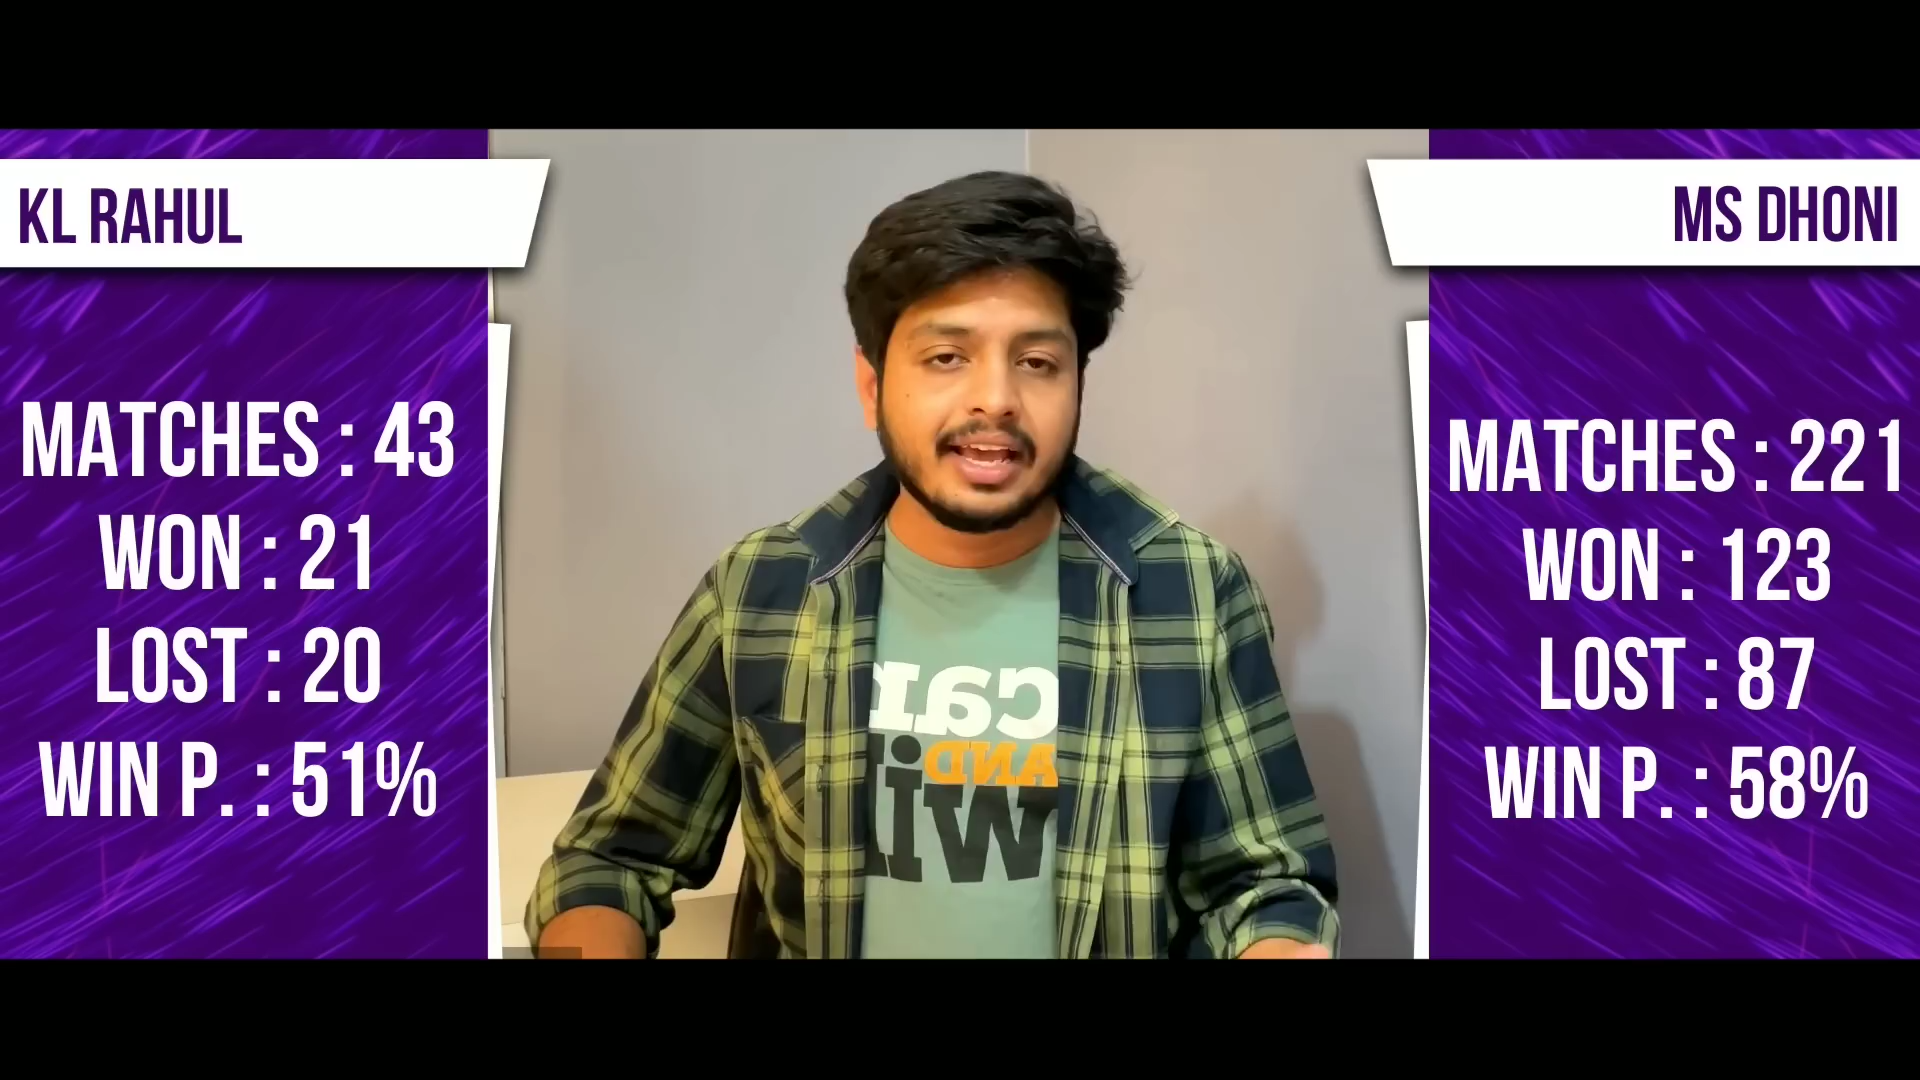 KL RAHUL
MATCHES : 43
WON : 21
LOST : 20
WIN P. : 51%
MS DHONI
MATCHES : 221
WON : 123
LOST : 87
WIN P. : 58%
AND